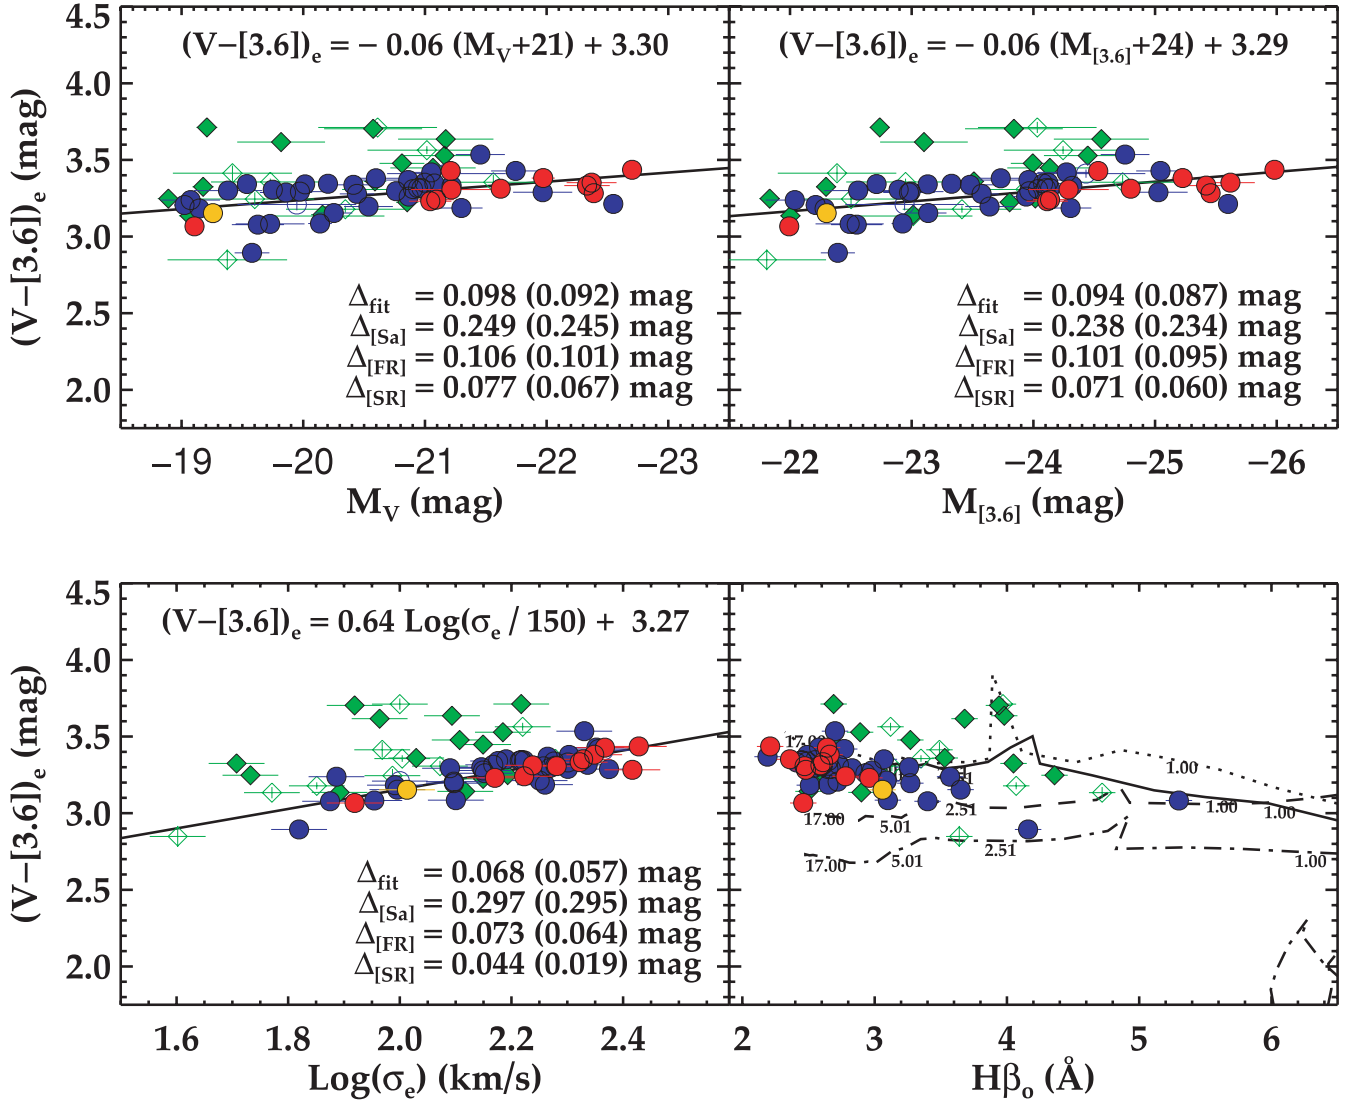 (V−[3.6])e = − 0.06 (MV+21) + 3.30
(V−[3.6])e = − 0.06 (M[3.6]+24) + 3.29
4.5
4.0
3.5
3.0
2.5
2.0
(V−[3.6])e (mag)
Δfit = 0.098 (0.092) mag
Δ[Sa] = 0.249 (0.245) mag
Δ[FR] = 0.106 (0.101) mag
Δ[SR] = 0.077 (0.067) mag
Δfit = 0.094 (0.087) mag
Δ[Sa] = 0.238 (0.234) mag
Δ[FR] = 0.101 (0.095) mag
Δ[SR] = 0.071 (0.060) mag
−19 −20 −21 −22 −23
−22 −23 −24 −25 −26
MV (mag)
M[3.6] (mag)
(V−[3.6])e = 0.64 Log(σe / 150) + 3.27
4.5
4.0
3.5
3.0
2.5
2.0
(V−[3.6])e (mag)
Δfit = 0.068 (0.057) mag
Δ[Sa] = 0.297 (0.295) mag
Δ[FR] = 0.073 (0.064) mag
Δ[SR] = 0.044 (0.019) mag
1.00
2.51
1.00
1.00
17.00
5.01
2.51
17.00
5.01
1.00
1.6 1.8 2.0 2.2 2.4
2 3 4 5 6
Log(σe) (km/s)
Hβo (Å)